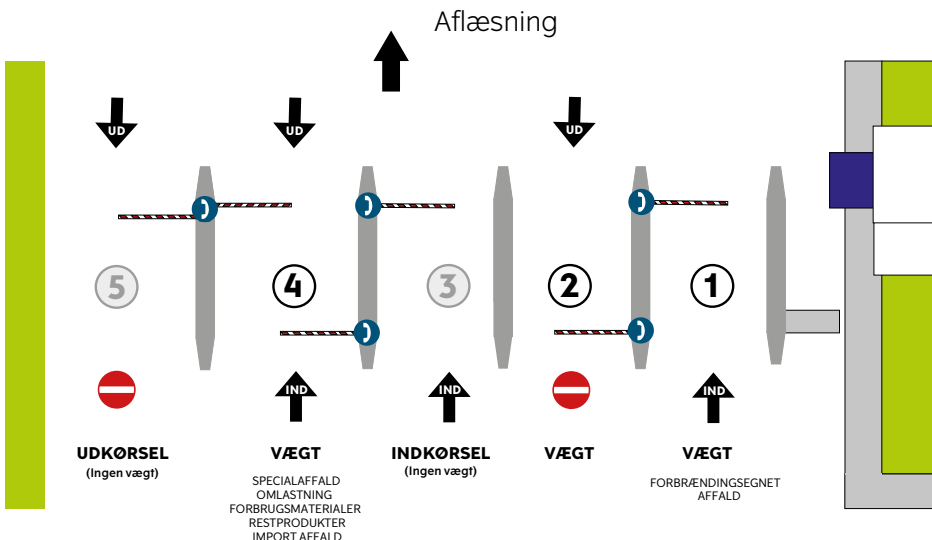 Aflæsning
UD
UD
UD
5
4
3
2
1
IND
IND
IND
UDKØRSEL
(Ingen vægt)
VÆGT
SPECIALAFFALD
OMLASTNING
FORBRUGSMATERIALER
RESTPRODUKTER
IMPORT AFFALD
INDKØRSEL
(Ingen vægt)
VÆGT
VÆGT
FORBRÆNDINGSEGNET
AFFALD